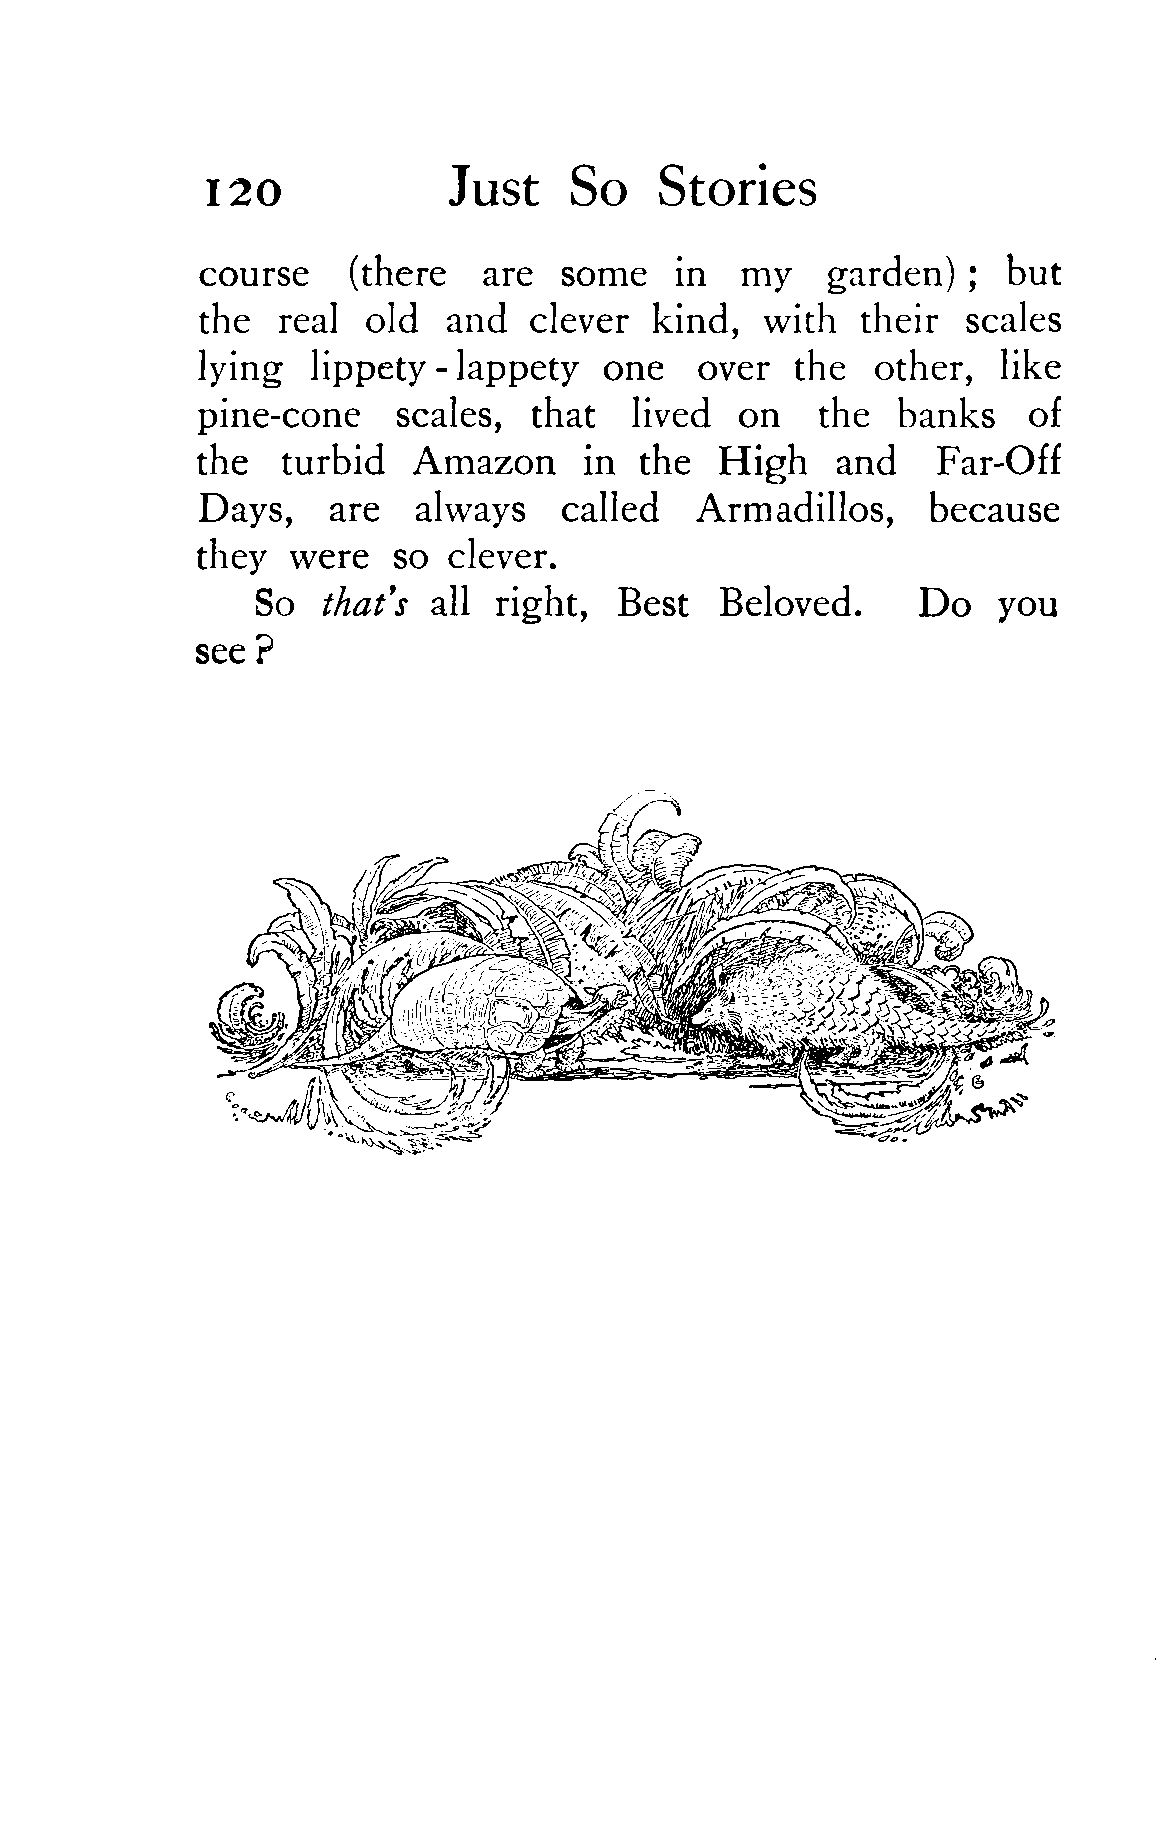 120 Just So Stories
course (there are some in my garden) ; but
the real old and clever kind, with their scales
lying lippety-lappety one over the other, like
pine-cone scales, that lived on the banks of
the turbid Amazon in the High and Far-Off
Days, are always called Armadillos, because
they were so clever.
So that's all right, Best Beloved. Do you
see ?